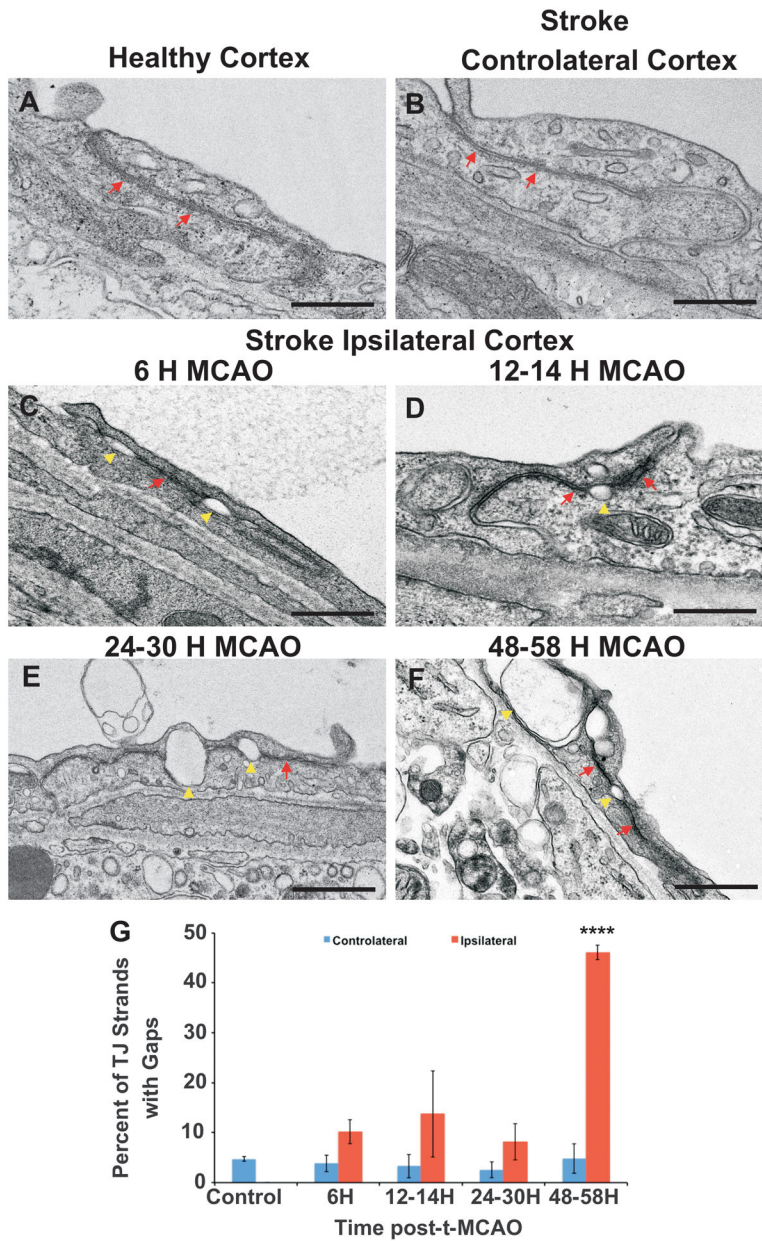 Healthy Cortex
Stroke
Controlateral Cortex
A
B
Stroke Ipsilateral Cortex
6 H MCAO
12-14 H MCAO
C
D
24-30 H MCAO
48-58 H MCAO
E
F
G
Percent of TJ Strands
with Gaps
50
40
30
20
10
0
Controlateral
Ipsilateral
****
Control
6H
12-14H
24-30H
48-58H
Time post-t-MCAO